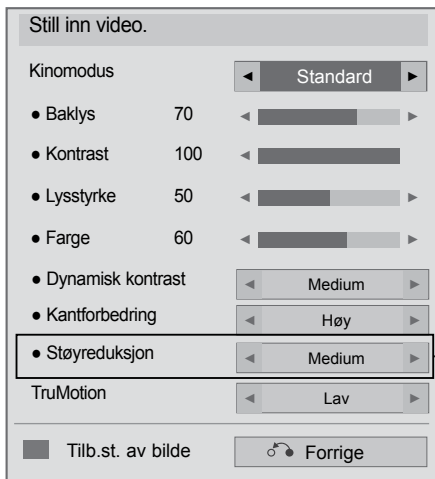 Still inn video.
Kinomodus ◄ Standard ►
● Baklys 70 ◄ ►
● Kontrast 100 ◄
● Lysstyrke 50 ◄ ►
● Farge 60 ◄ ►
● Dynamisk kontrast ◄ Medium ►
● Kantforbedring ◄ Høy ►
● Støyreduksjon ◄ Medium ►
TruMotion ◄ Lav ►
Tilb.st. av bilde Forrige